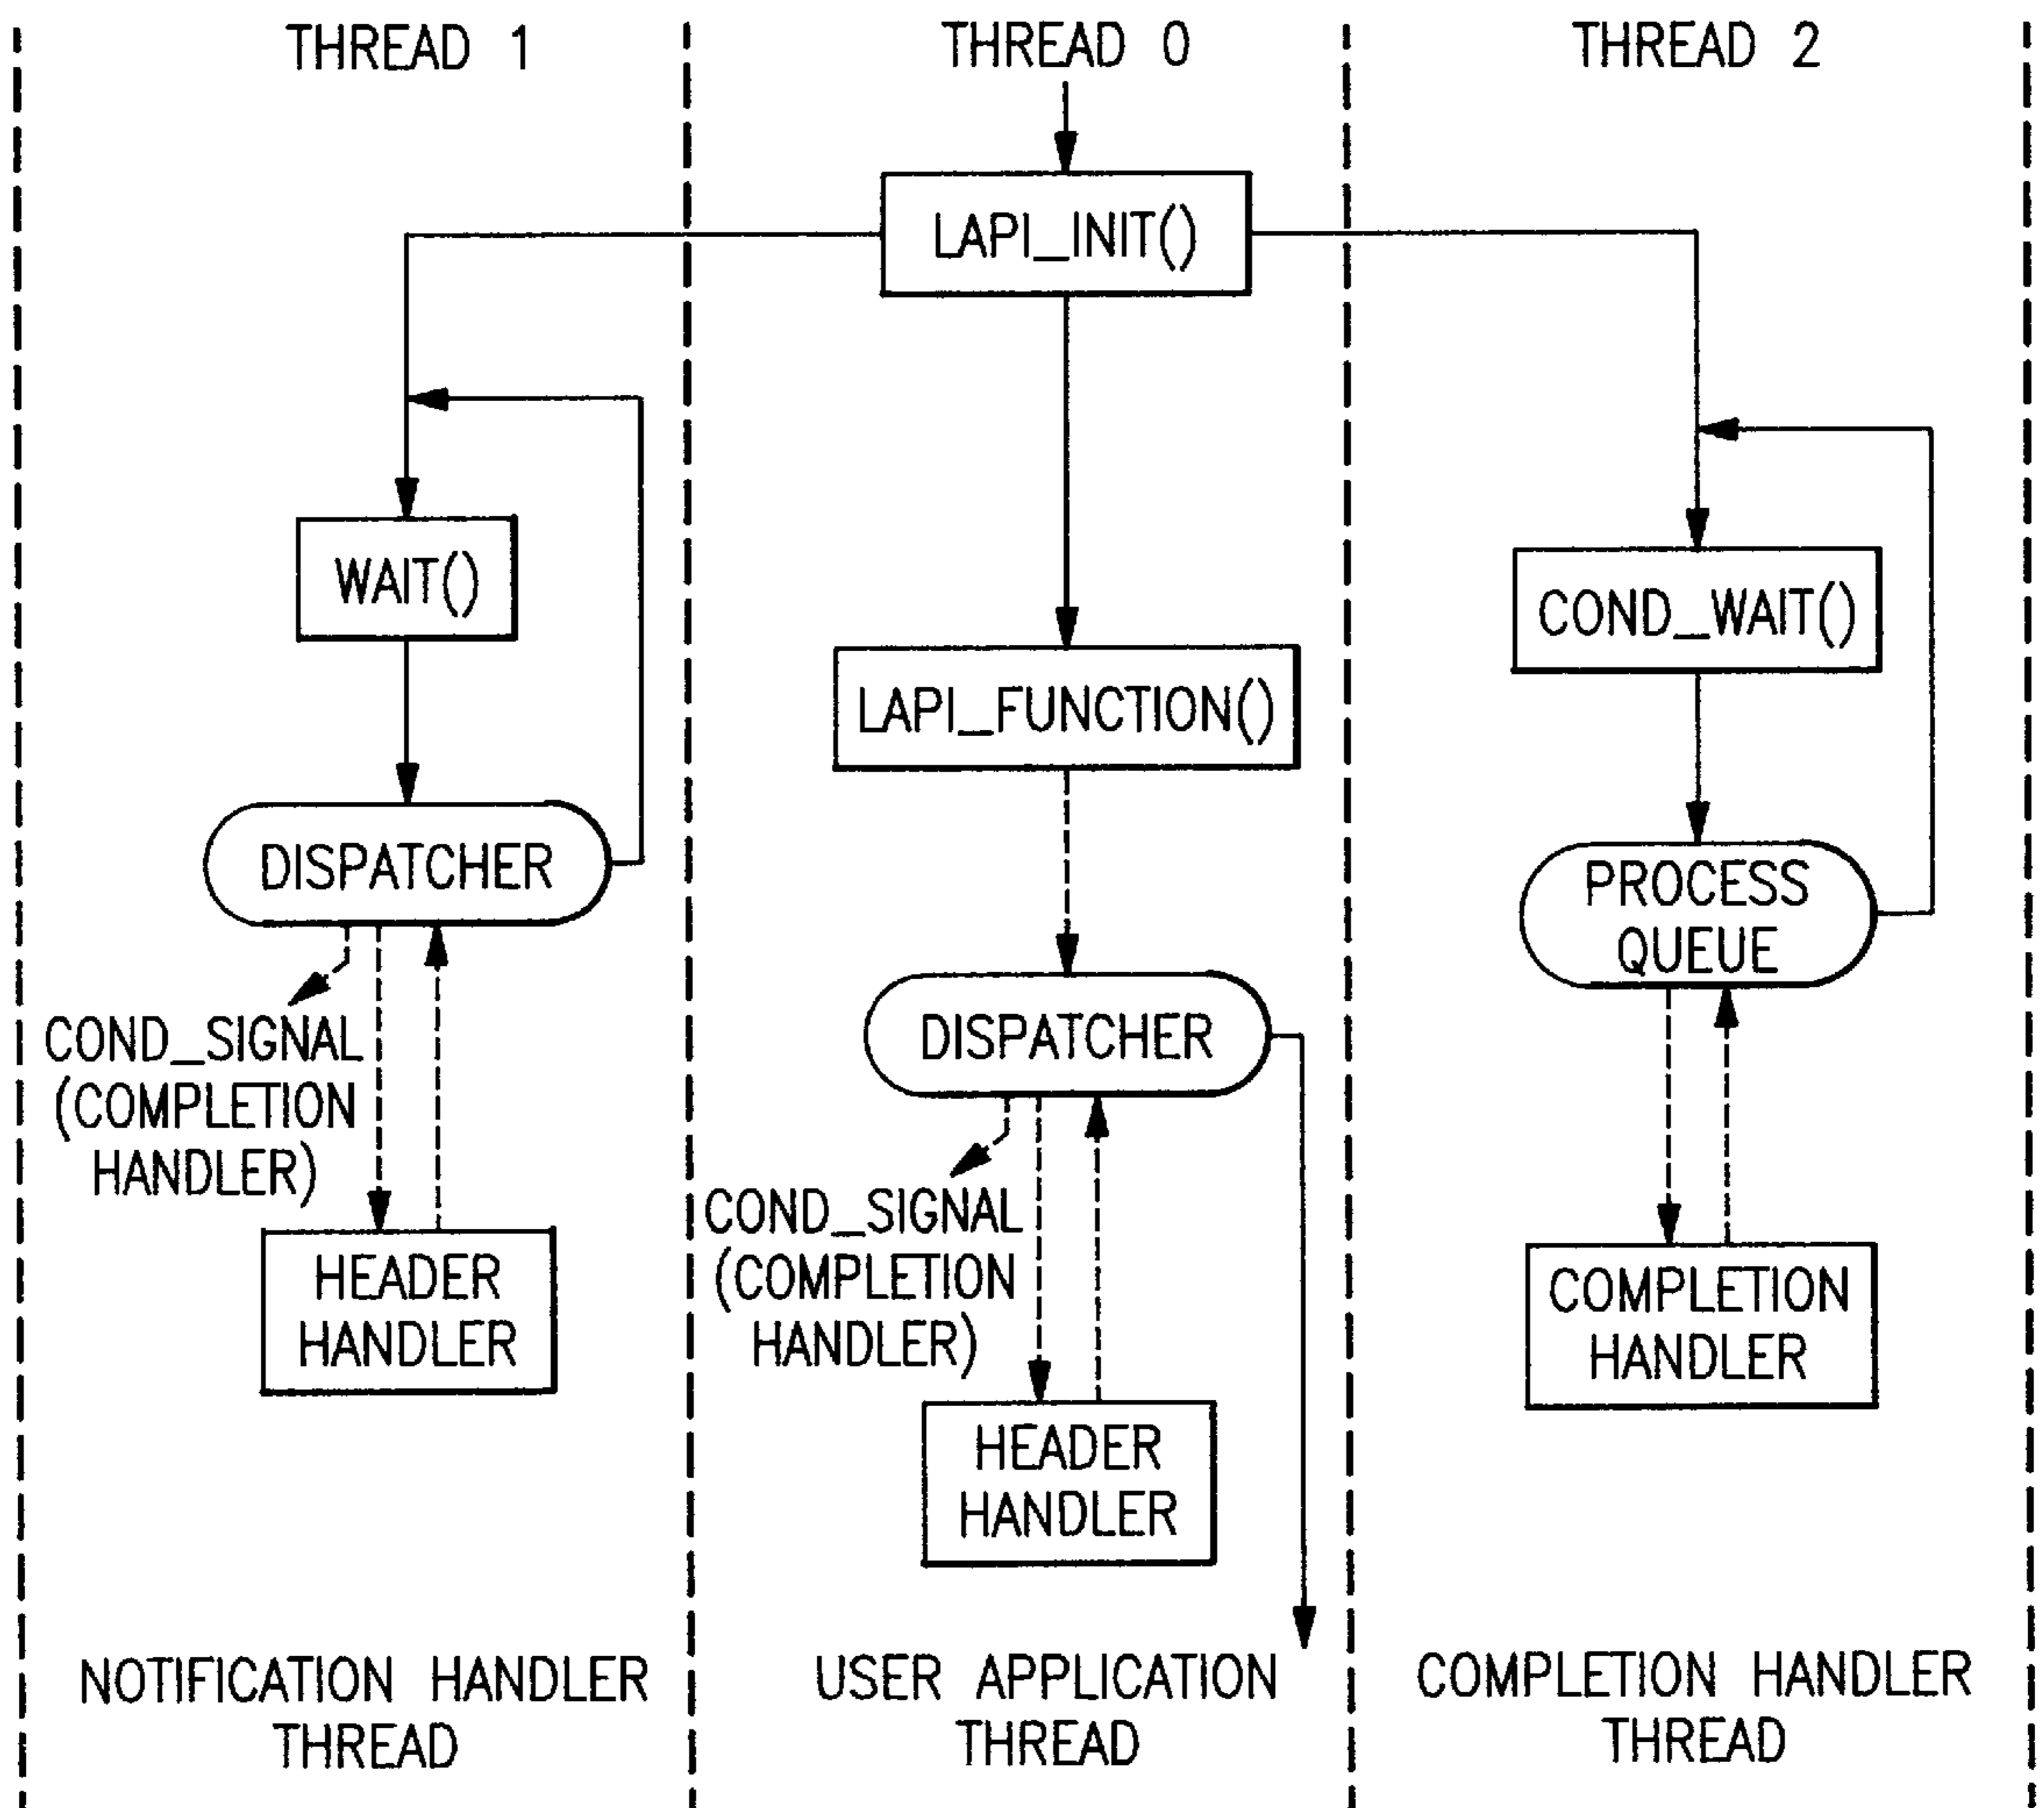 THREAD 1
THREAD 0
THREAD 2
LAPI_INIT()
WAIT()
COND_WAIT()
LAPI_FUNCTION()
DISPATCHER
PROCESS
QUEUE
DISPATCHER
COND_SIGNAL
(COMPLETION
HANDLER)
COND_SIGNAL
(COMPLETION
HANDLER)
HEADER
HANDLER
COMPLETION
HANDLER
HEADER
HANDLER
NOTIFICATION HANDLER
THREAD
USER APPLICATION
THREAD
COMPLETION HANDLER
THREAD